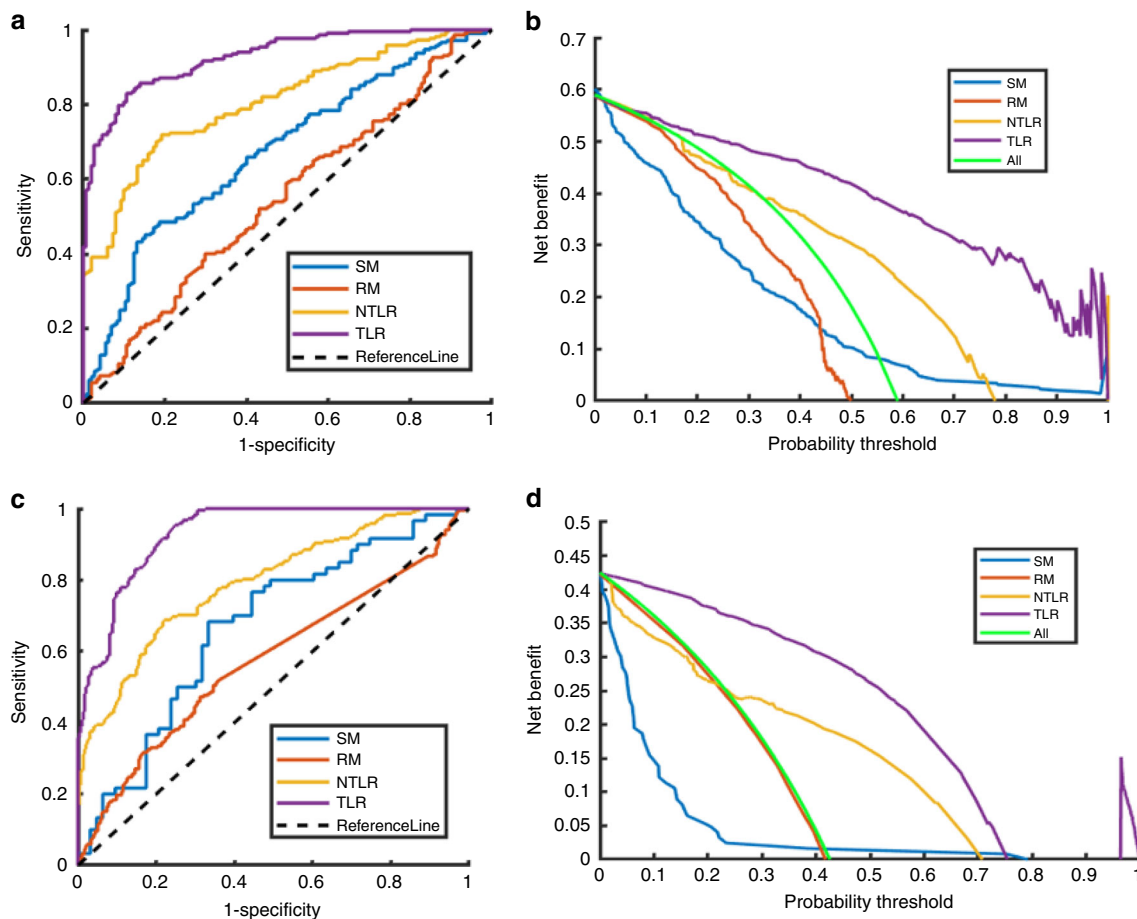 a
1
0.8
0.6
0.4
0.2
0
0.2
0.4
0.6
0.8
1
Sensitivity
1-specificity
SM
RM
NTLR
TLR
ReferenceLine
b
0.7
0.6
0.5
0.4
0.3
0.2
0.1
0
0 0.1 0.2 0.3 0.4 0.5 0.6 0.7 0.8 0.9 1
Net benefit
Probability threshold
SM
RM
NTLR
TLR
All
c
1
0.8
0.6
0.4
0.2
0
0.2 0.4 0.6 0.8 1
Sensitivity
1-specificity
SM
RM
NTLR
TLR
ReferenceLine
d
0.5
0.45
0.4
0.35
0.3
0.25
0.2
0.15
0.1
0.05
0
0 0.1 0.2 0.3 0.4 0.5 0.6 0.7 0.8 0.9 1
Net benefit
Probability threshold
SM
RM
NTLR
TLR
All